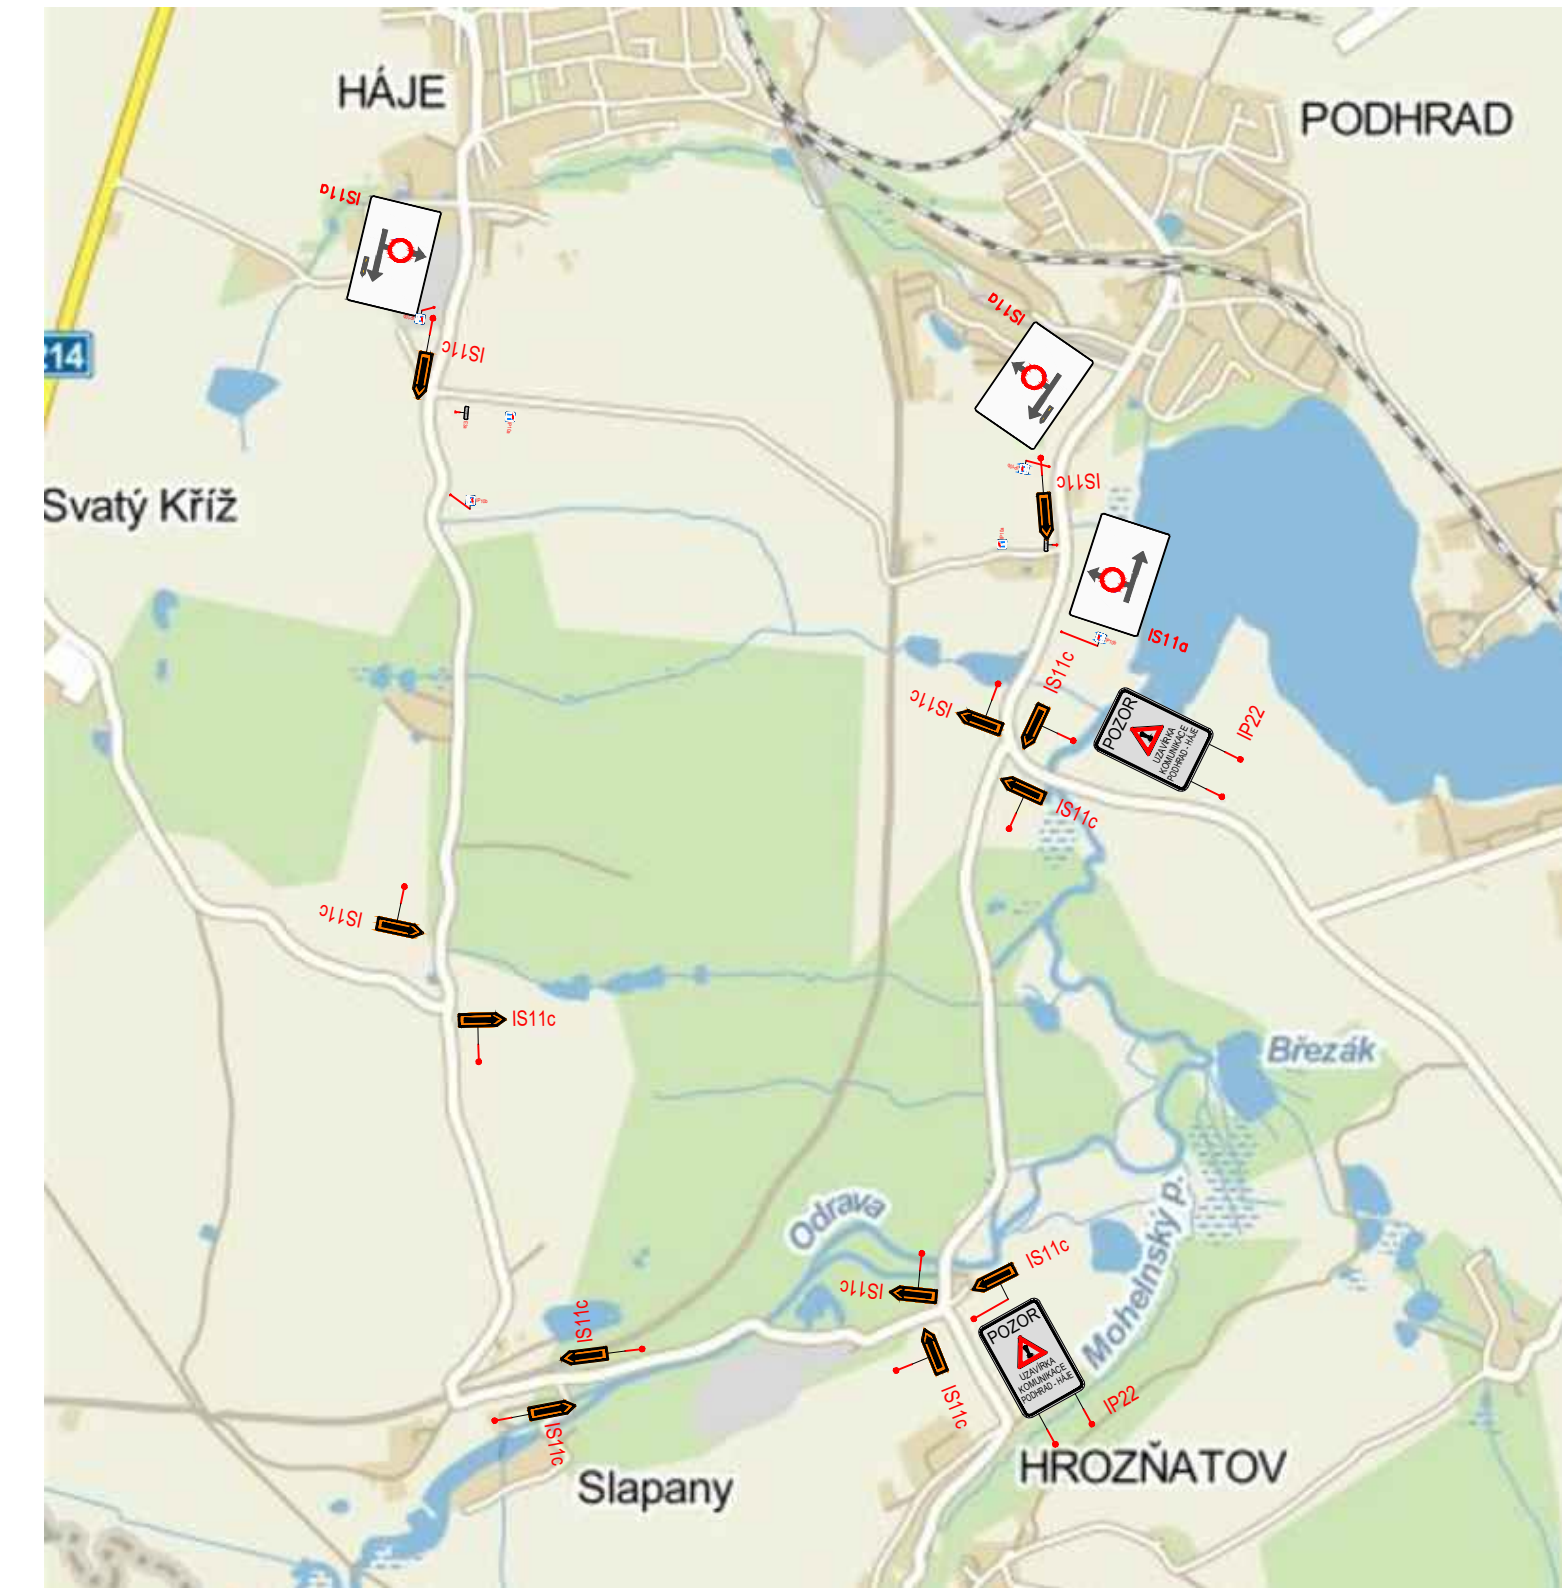 HÁJE
PODHRAD
IS11a
IS11a
214
IS11c
IS11c
Svatý Kříž
IS11a
IS11c
IS11c
POZOR
UZAVÍRKA
KOMUNIKACE
PODHRAD - HÁJE
IP22
IS11c
IS11c
IS11c
Březák
Odrava
Mohelnský p.
IS11c
IS11c
IS11c
POZOR
UZAVÍRKA
KOMUNIKACE
PODHRAD - HÁJE
IP22
IS11c
IS11c
HROZŇATOV
Slapany